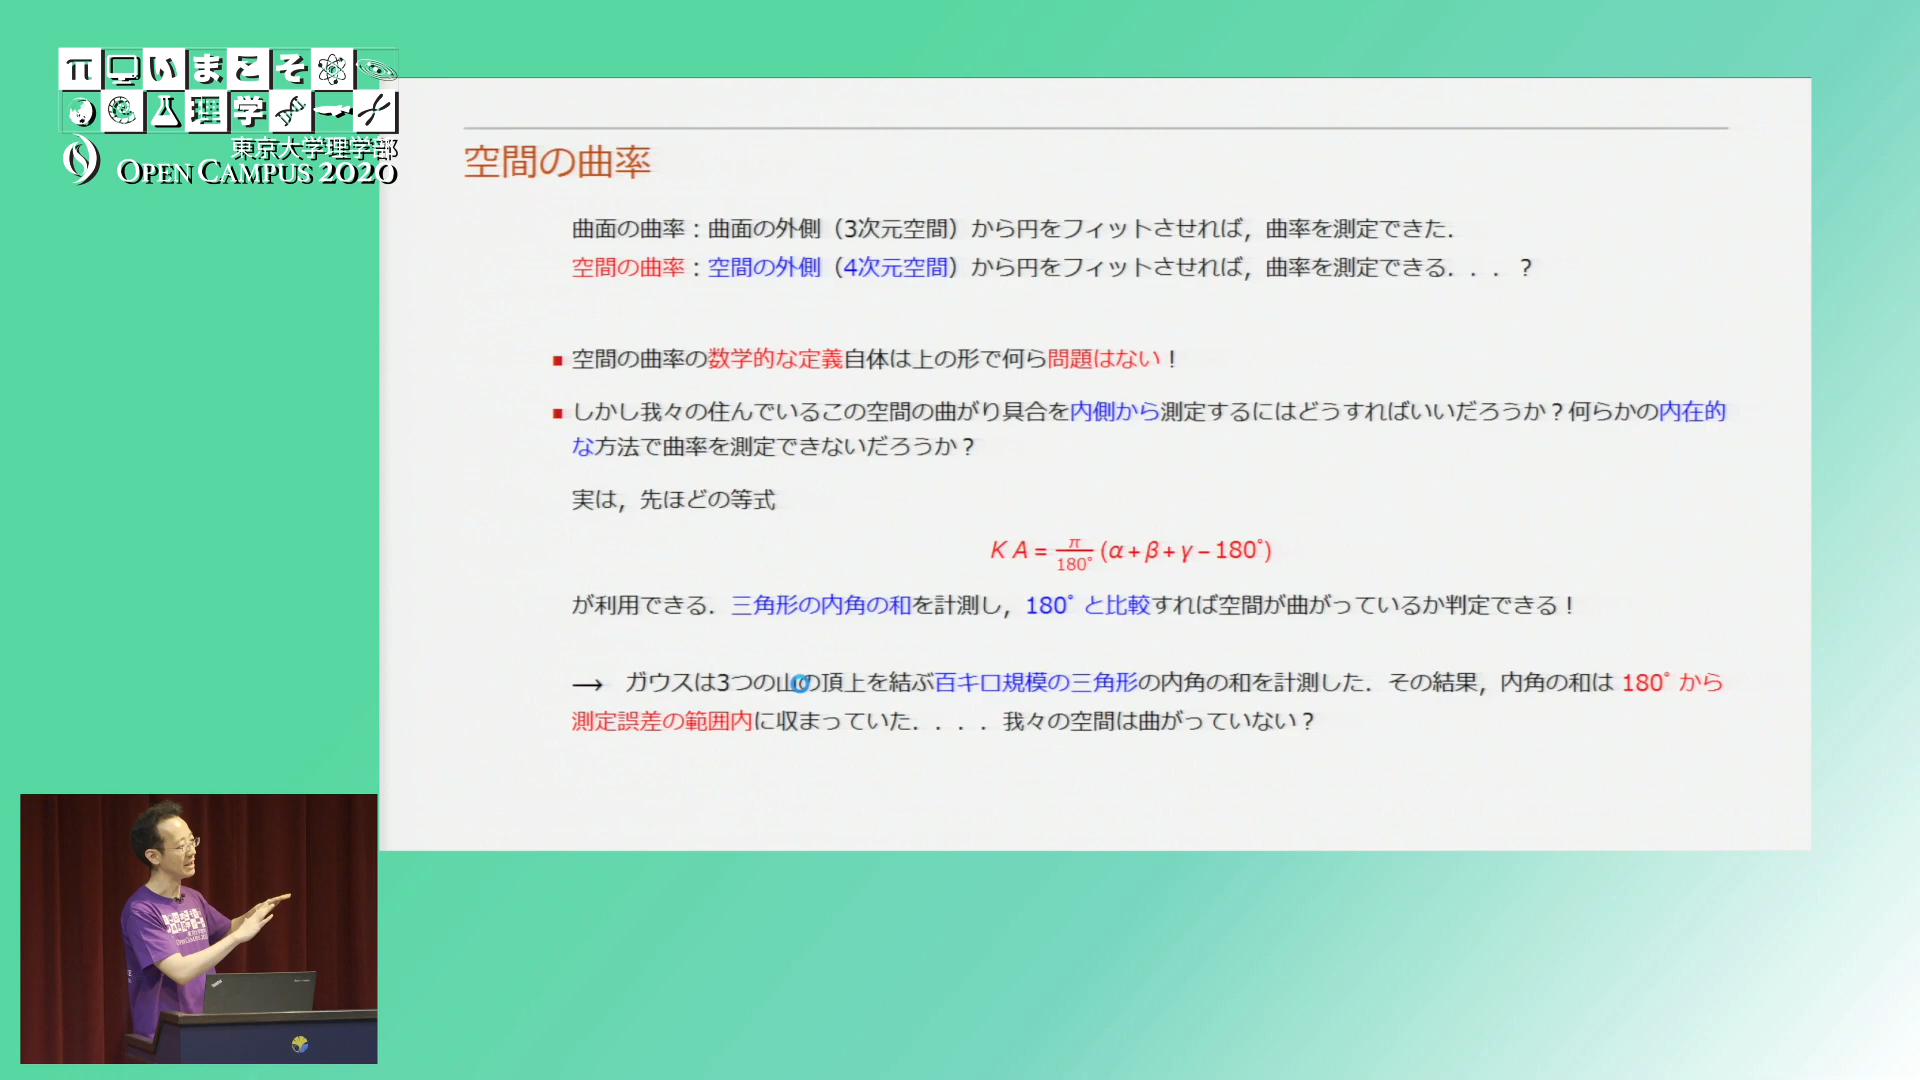 π いまこそ
理学
東京大学理学部
OPEN CAMPUS 2020
空間の曲率
曲面の曲率：曲面の外側（3次元空間）から円をフィットさせれば，曲率を測定できた．
空間の曲率：空間の外側（4次元空間）から円をフィットさせれば，曲率を測定できる．．．？
空間の曲率の数学的な定義自体は上の形で何ら問題はない！
しかし我々の住んでいるこの空間の曲がり具合を内側から測定するにはどうすればいいだろうか？何らかの内在的
な方法で曲率を測定できないだろうか？
実は，先ほどの等式
K A = π/180° (α + β + γ − 180°)
が利用できる．三角形の内角の和を計測し，180° と比較すれば空間が曲がっているか判定できる！
→ ガウスは3つの山の頂上を結ぶ百キロ規模の三角形の内角の和を計測した．その結果，内角の和は 180° から
測定誤差の範囲内に収まっていた．．．．我々の空間は曲がっていない？